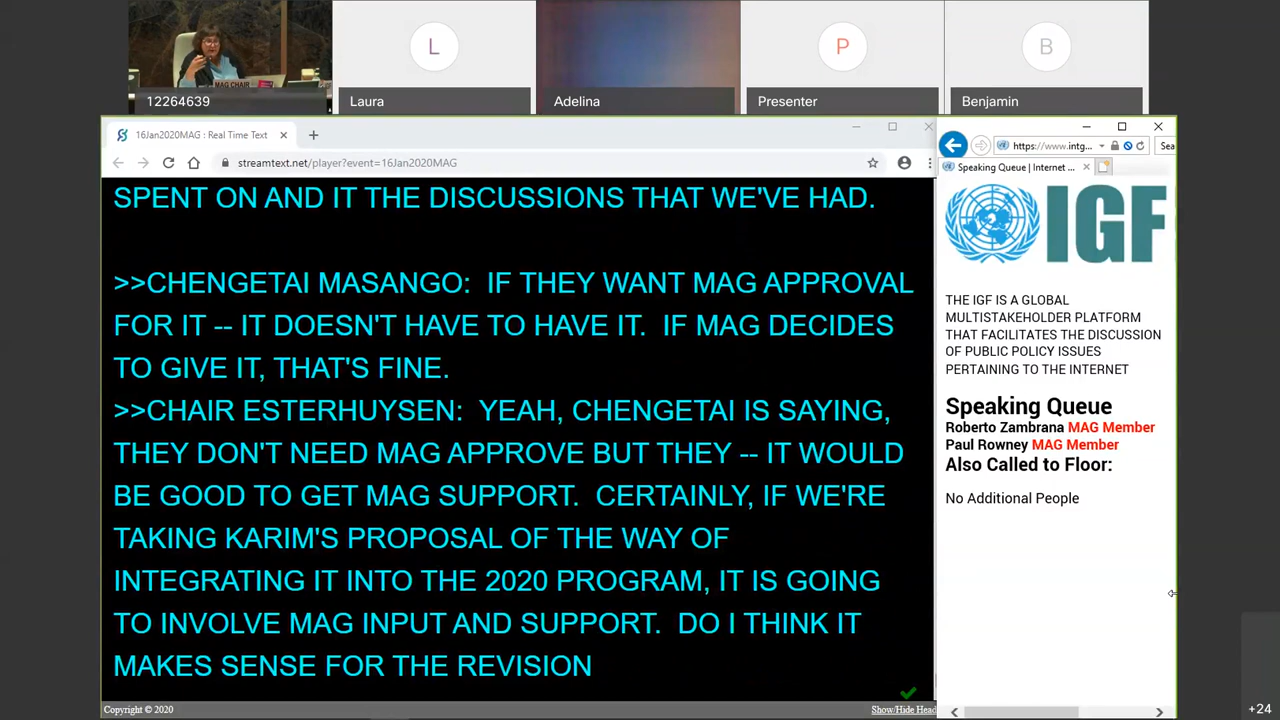 L
P
B
MAG CHAIR
12264639
Laura
Adelina
Presenter
Benjamin
16Jan2020MAG : Real Time Text
streamtext.net/player?event=16Jan2020MAG
SPENT ON AND IT THE DISCUSSIONS THAT WE'VE HAD.
>>CHENGETAI MASANGO: IF THEY WANT MAG APPROVAL
FOR IT -- IT DOESN'T HAVE TO HAVE IT. IF MAG DECIDES
TO GIVE IT, THAT'S FINE.
>>CHAIR ESTERHUYSEN: YEAH, CHENGETAI IS SAYING,
THEY DON'T NEED MAG APPROVE BUT THEY -- IT WOULD
BE GOOD TO GET MAG SUPPORT. CERTAINLY, IF WE'RE
TAKING KARIM'S PROPOSAL OF THE WAY OF
INTEGRATING IT INTO THE 2020 PROGRAM, IT IS GOING
TO INVOLVE MAG INPUT AND SUPPORT. DO I THINK IT
MAKES SENSE FOR THE REVISION
Copyright © 2020
Show/Hide Head
https://www.intg...
Sea
Speaking Queue | Internet ...
IGF
THE IGF IS A GLOBAL
MULTISTAKEHOLDER PLATFORM
THAT FACILITATES THE DISCUSSION
OF PUBLIC POLICY ISSUES
PERTAINING TO THE INTERNET
Speaking Queue
Roberto Zambrana MAG Member
Paul Rowney MAG Member
Also Called to Floor:
No Additional People
+24